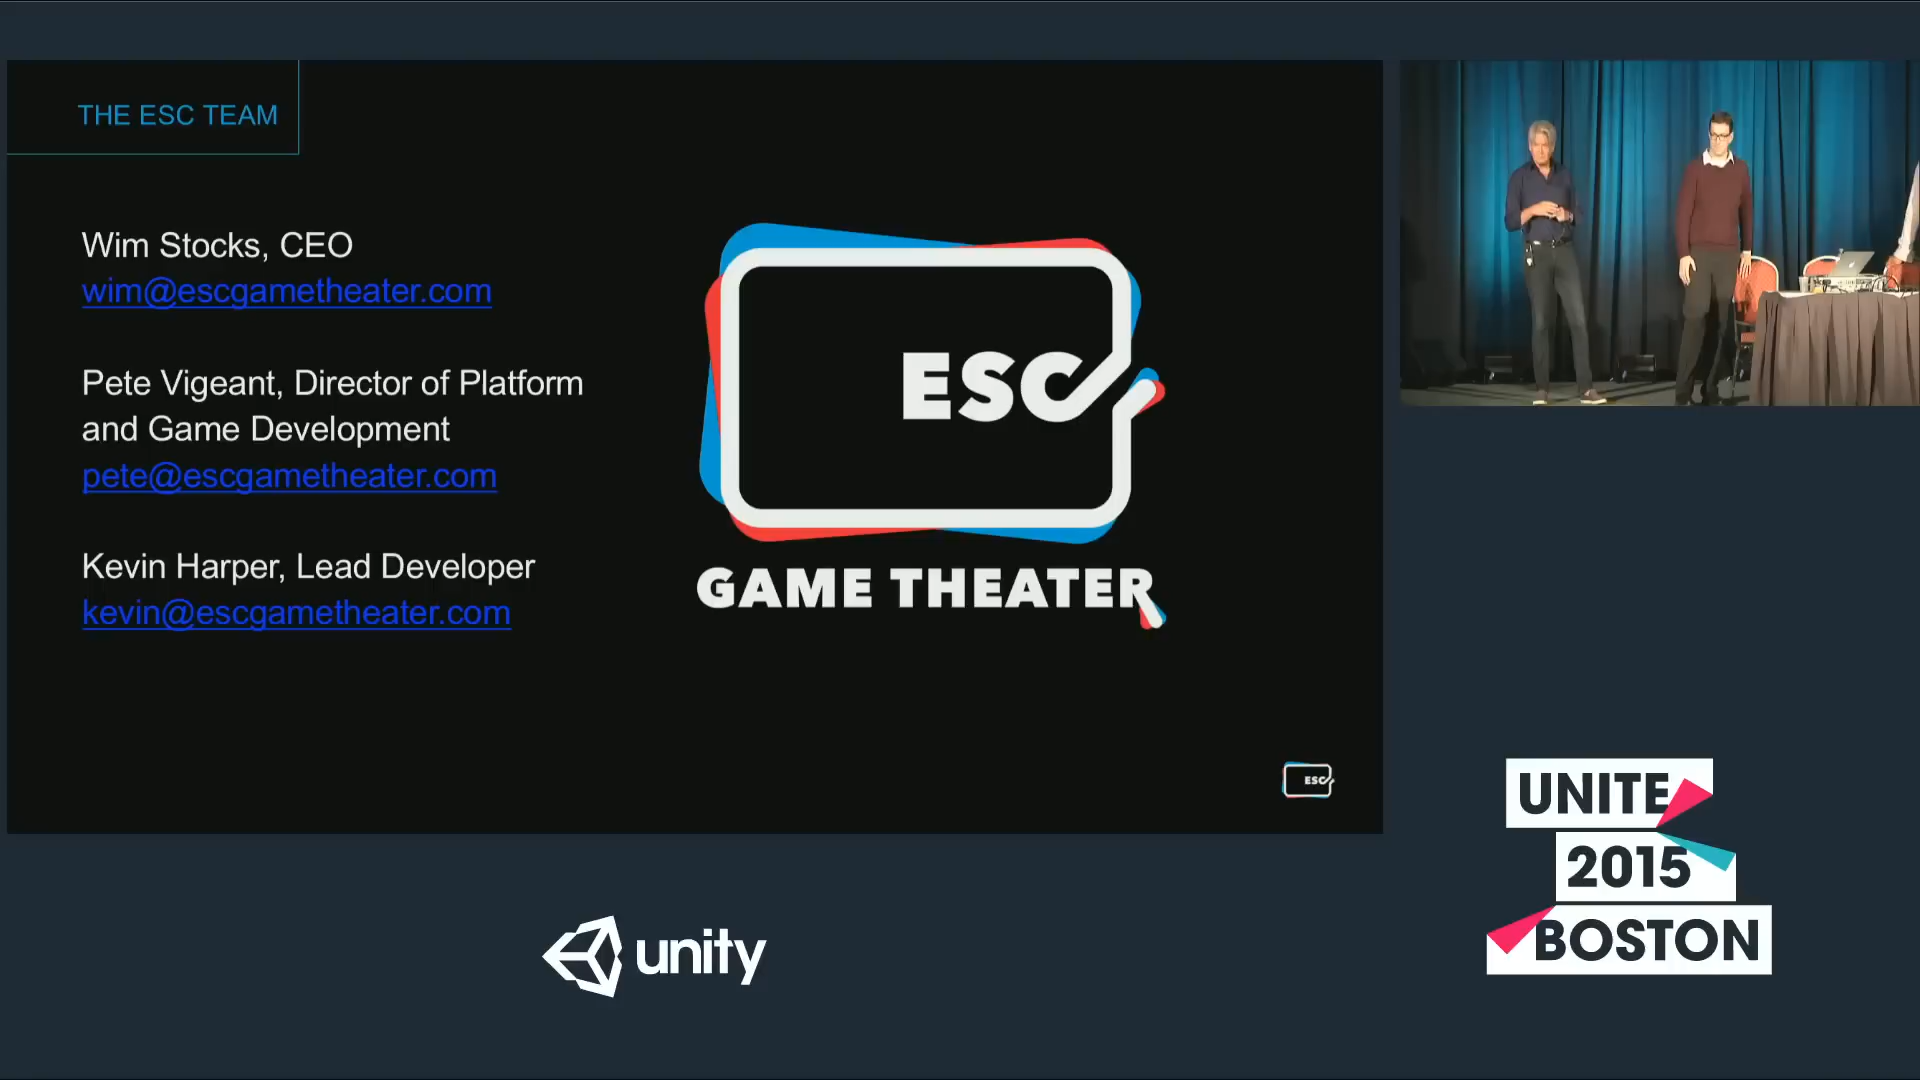 THE ESC TEAM
Wim Stocks, CEO
wim@escgametheater.com
Pete Vigeant, Director of Platform
and Game Development
pete@escgametheater.com
Kevin Harper, Lead Developer
kevin@escgametheater.com
ESC
GAME THEATER
ESC
unity
UNITE
2015
BOSTON